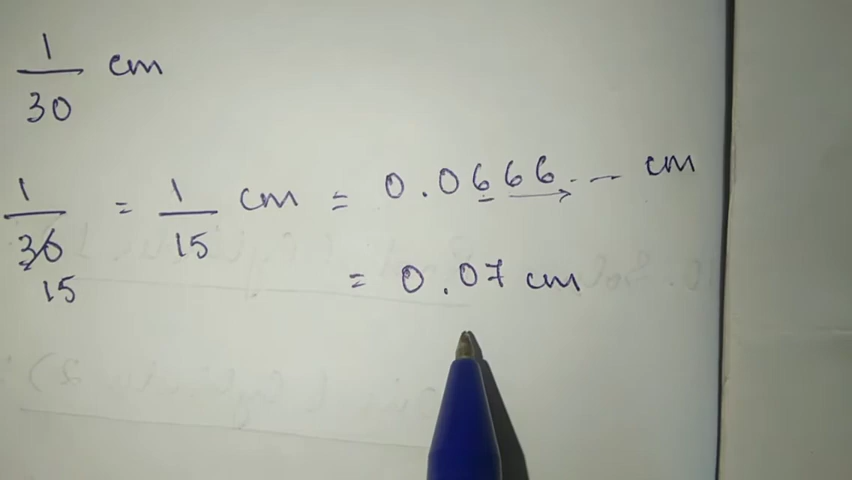 1/30 cm
1/30 15 = 1/15 cm = 0.0666... cm
= 0.07 cm